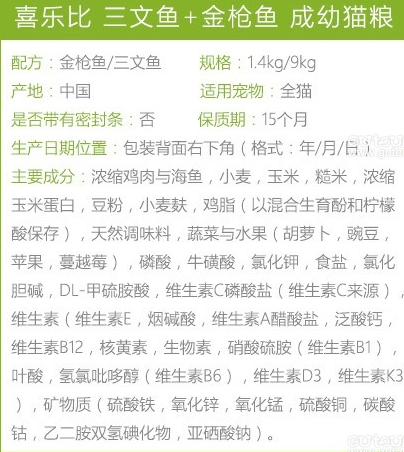 喜乐比 三文鱼+金枪鱼 成幼猫粮
配方：金枪鱼/三文鱼 规格：1.4kg/9kg
产地：中国 适用宠物：全猫
是否带有密封条：否 保质期：15个月
生产日期位置：包装背面右下角（格式：年/月/日）
主要成分：浓缩鸡肉与海鱼，小麦，玉米，糙米，浓缩
玉米蛋白，豆粉，小麦麸，鸡脂（以混合生育酚和柠檬
酸保存），天然调味料，蔬菜与水果（胡萝卜，豌豆，
苹果，蔓越莓），磷酸，牛磺酸，氯化钾，食盐，氯化
胆碱，DL-甲硫胺酸，维生素C磷酸盐（维生素C来源），
维生素（维生素E，烟碱酸，维生素A醋酸盐，泛酸钙，
维生素B12，核黄素，生物素，硝酸硫胺（维生素B1），
叶酸，氢氯吡哆醇（维生素B6），维生素D3，维生素K3
），矿物质（硫酸铁，氧化锌，氧化锰，硫酸铜，碳酸
钴，乙二胺双氢碘化物，亚硒酸钠）。